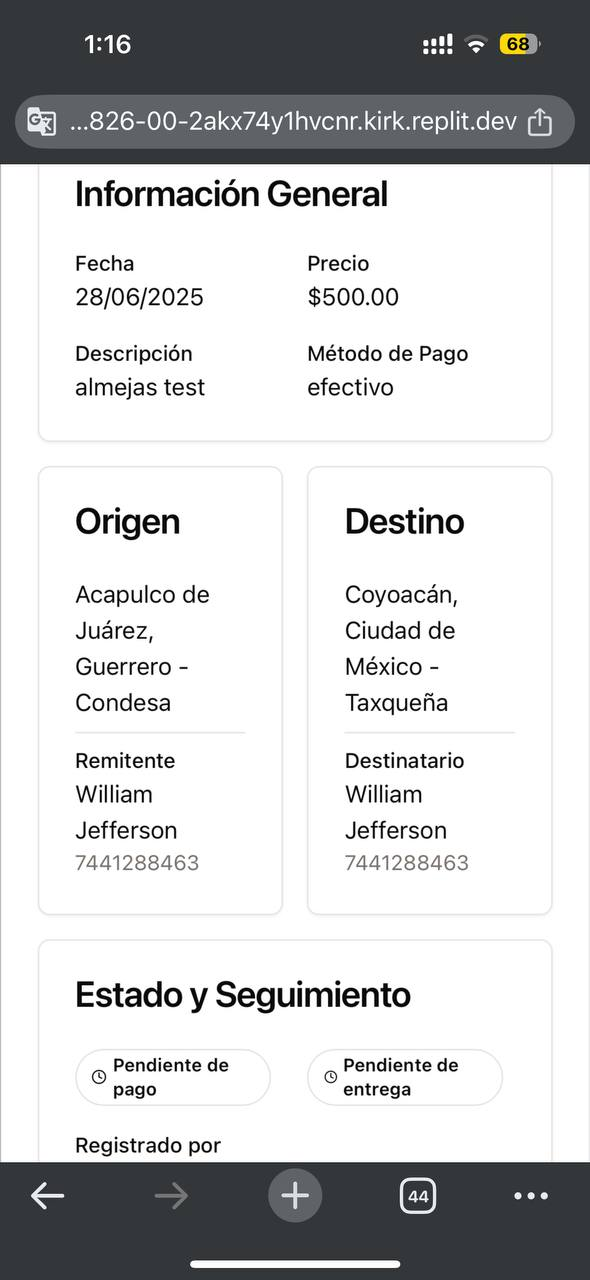 1:16
68
...826-00-2akx74y1hvcnr.kirk.replit.dev
Información General
Fecha
28/06/2025
Precio
$500.00
Descripción
almejas test
Método de Pago
efectivo
Origen
Acapulco de
Juárez,
Guerrero -
Condesa
Remitente
William
Jefferson
7441288463
Destino
Coyoacán,
Ciudad de
México -
Taxqueña
Destinatario
William
Jefferson
7441288463
Estado y Seguimiento
Pendiente de
pago
Pendiente de
entrega
Registrado por
44